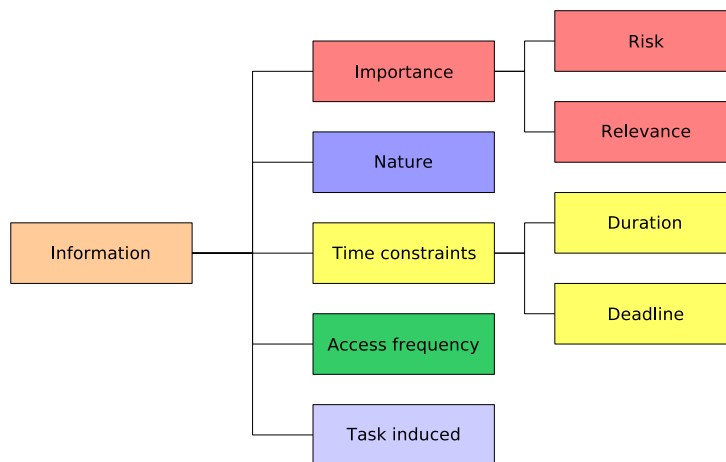 Information
Importance
Risk
Relevance
Nature
Time constraints
Duration
Deadline
Access frequency
Task induced